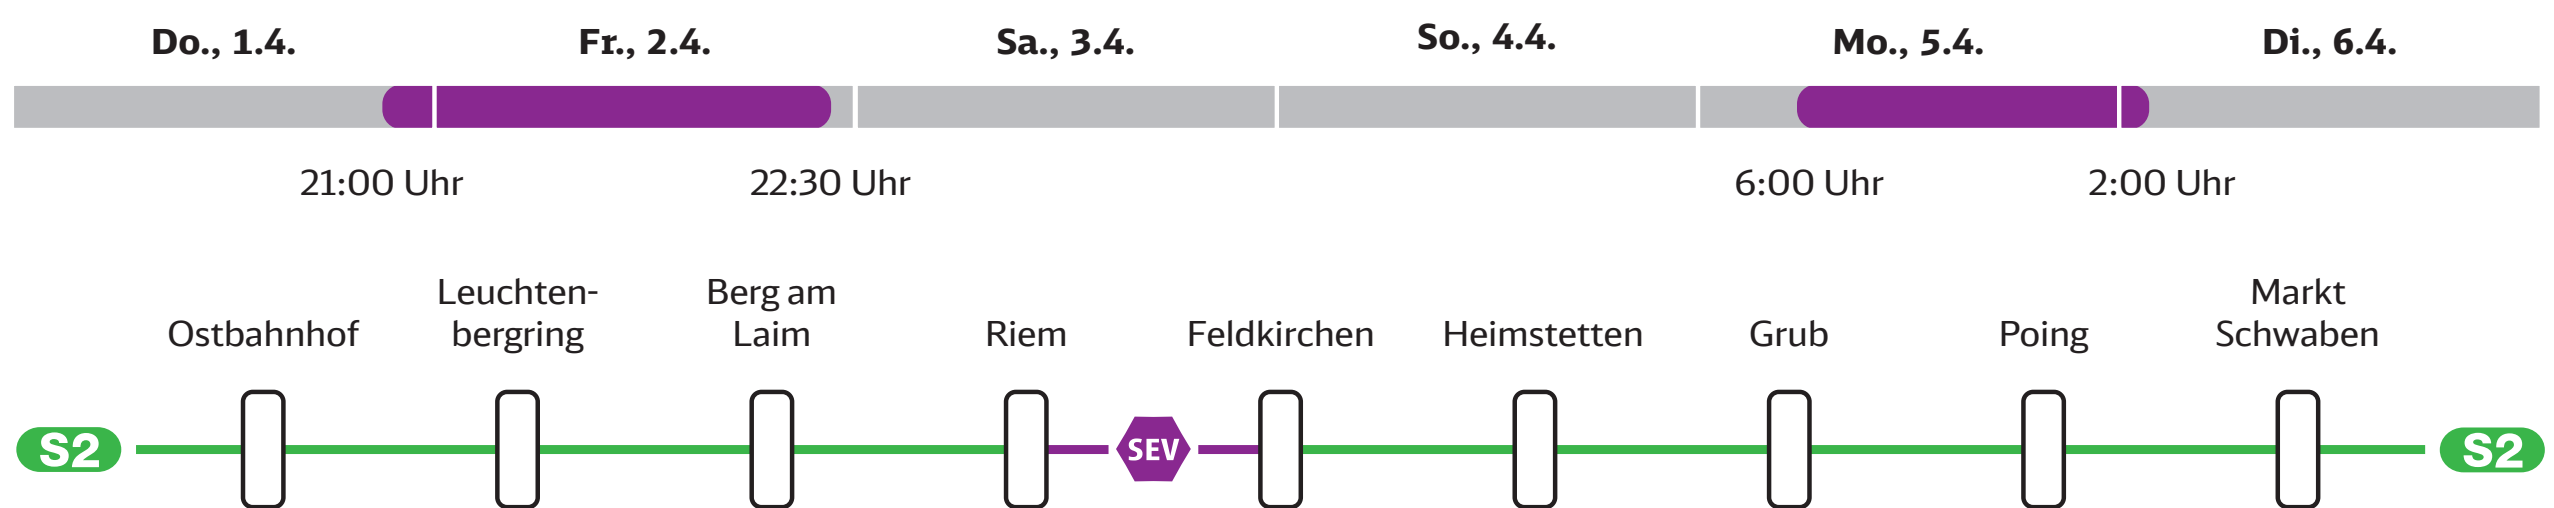 Do., 1.4. Fr., 2.4. Sa., 3.4. So., 4.4. Mo., 5.4. Di., 6.4.
21:00 Uhr 22:30 Uhr 6:00 Uhr 2:00 Uhr
Ostbahnhof
Leuchten-
bergring
Berg am
Laim
Riem
Feldkirchen
Heimstetten
Grub
Poing
Markt
Schwaben
S2 SEV S2